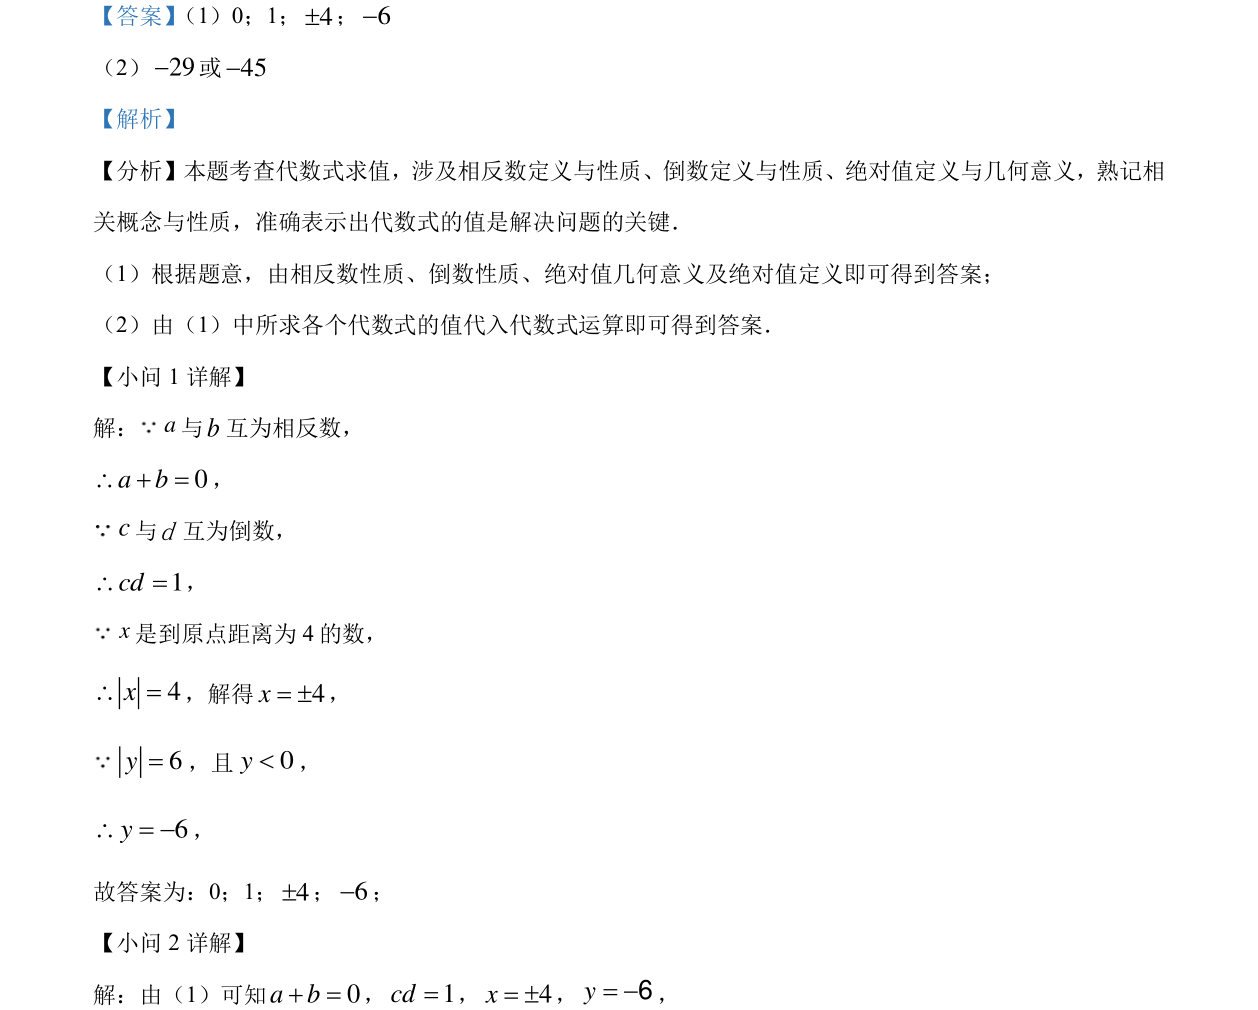 【答案】（1）0；1；±4；−6
（2）−29或−45
【解析】
【分析】本题考查代数式求值，涉及相反数定义与性质、倒数定义与性质、绝对值定义与几何意义，熟记相
关概念与性质，准确表示出代数式的值是解决问题的关键．
（1）根据题意，由相反数性质、倒数性质、绝对值几何意义及绝对值定义即可得到答案；
（2）由（1）中所求各个代数式的值代入代数式运算即可得到答案．
【小问 1 详解】
解：∵a与b互为相反数，
∴a+b=0，
∵c与d互为倒数，
∴cd=1，
∵x是到原点距离为 4 的数，
∴|x|=4，解得x=±4，
∵|y|=6，且y<0，
∴y=−6，
故答案为：0；1；±4；−6；
【小问 2 详解】
解：由（1）可知a+b=0，cd=1，x=±4，y=−6，